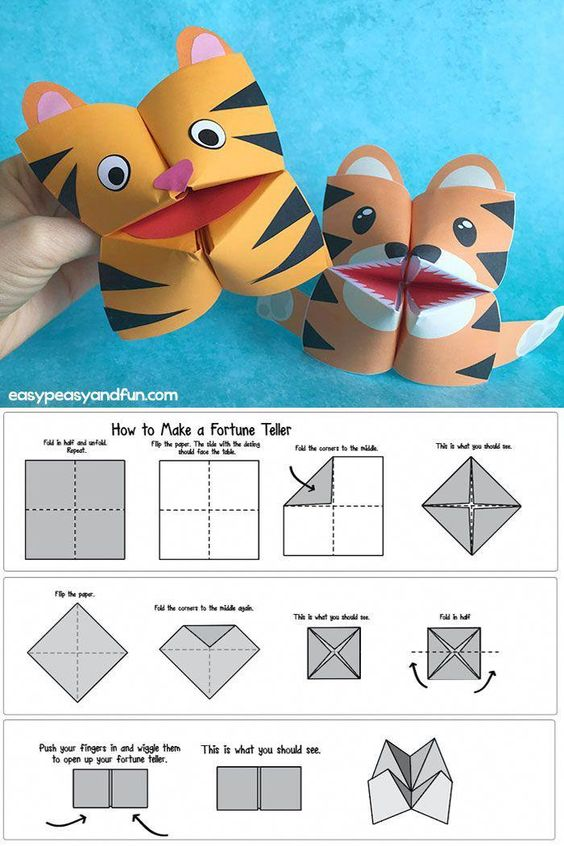 easypeasyandfun.com
How to Make a Fortune Teller
Fold in half and unfold.
Repeat.
Flip the paper. The side with the desing
should face the table.
Fold the corners to the middle.
This is what you should see.
Flip the paper.
Fold the corners to the middle again.
This is what you should see.
Fold in half
Push your fingers in and wiggle them
to open up your fortune teller.
This is what you should see.